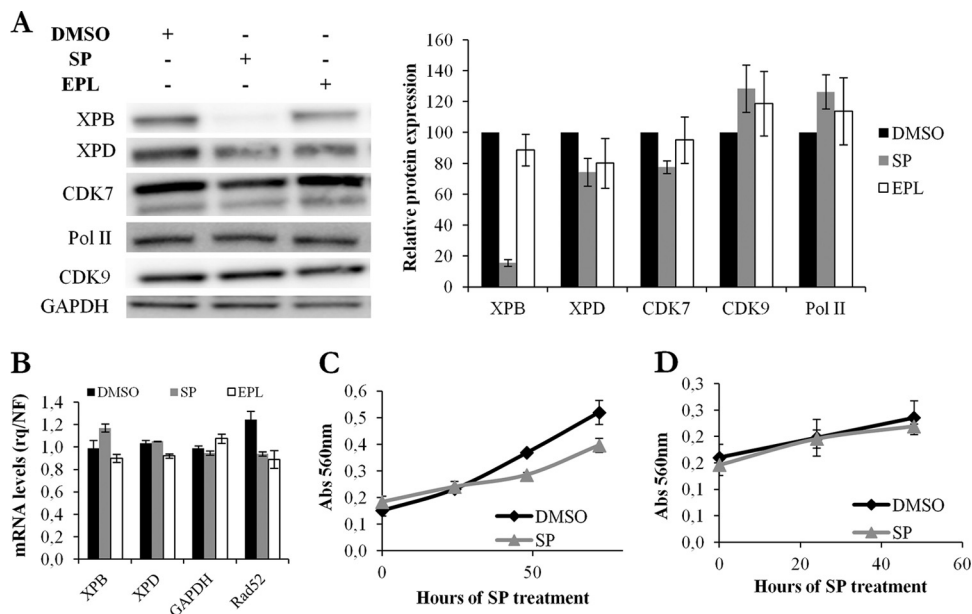 A
DMSO + - -
SP - + -
EPL - - +
XPB
XPD
CDK7
Pol II
CDK9
GAPDH
Relative protein expression
160
140
120
100
80
60
40
20
0
XPB XPD CDK7 CDK9 Pol II
DMSO
SP
EPL
B
DMSO SP EPL
mRNA levels (rq/NF)
1,4
1,2
1,0
0,8
0,6
0,4
0,2
0,0
XPB XPD GAPDH Rad52
C
Abs 560nm
0,6
0,5
0,4
0,3
0,2
0,1
0,0
0 50
DMSO
SP
Hours of SP treatment
D
Abs 560nm
0,3
0,3
0,2
0,2
0,1
0,1
0,0
0 20 40 60
DMSO
SP
Hours of SP treatment